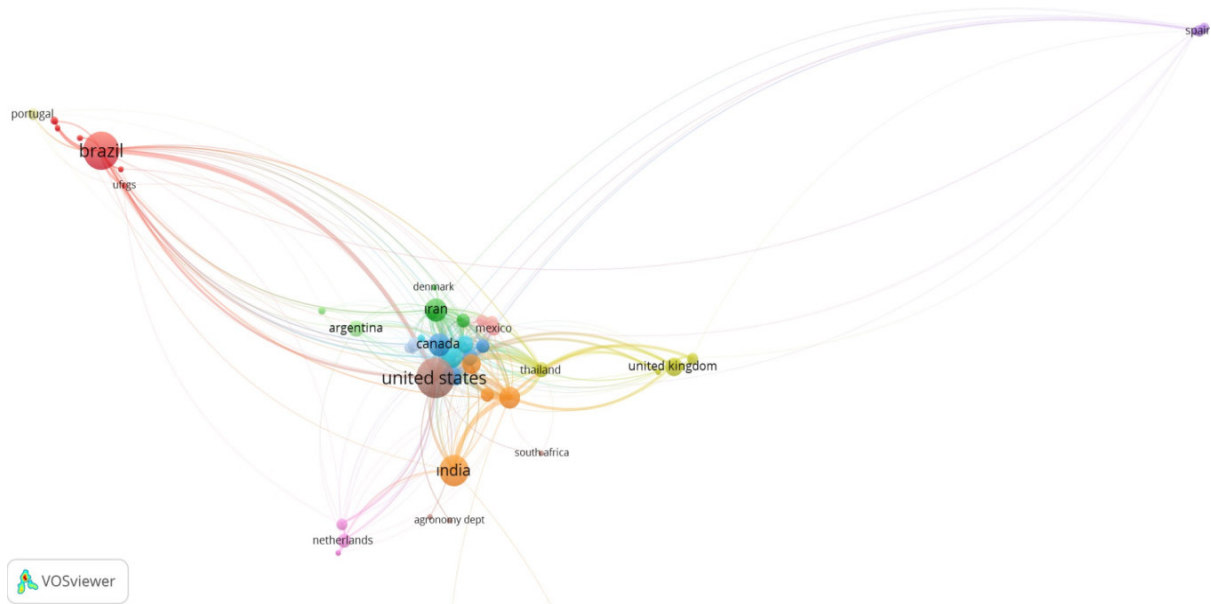 spain
portugal
brazil
ufrgs
denmark
iran
argentina
mexico
canada
thailand
united kingdom
united states
south africa
india
agronomy dept
netherlands
VOSviewer